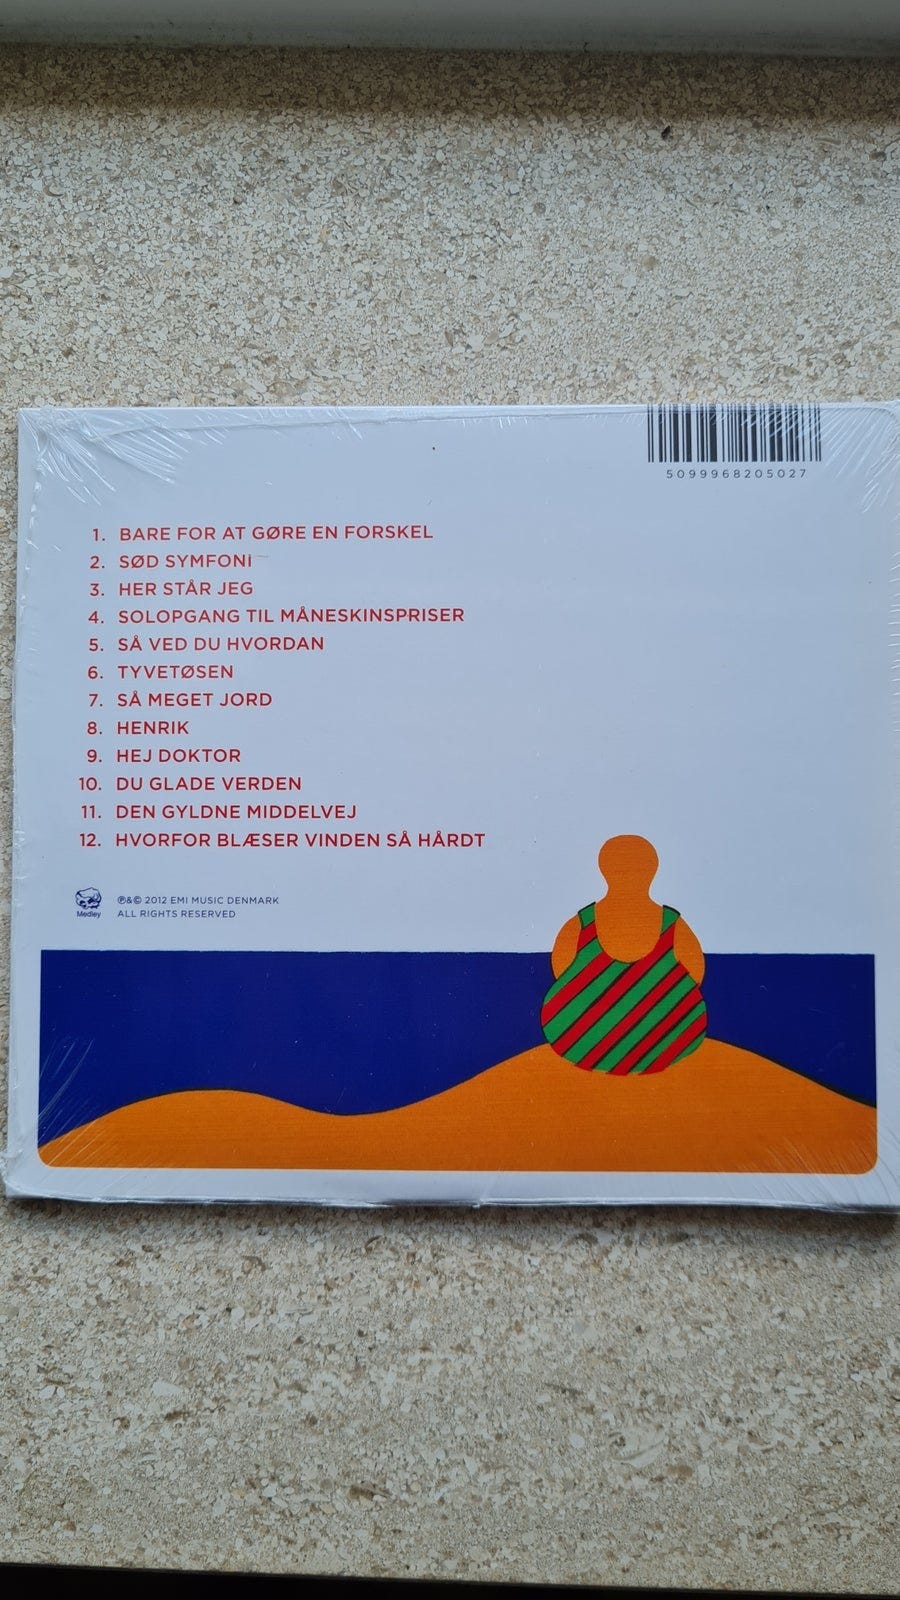 5099968205027
1. BARE FOR AT GØRE EN FORSKEL
2. SØD SYMFONI
3. HER STÅR JEG
4. SOLOPGANG TIL MÅNESKINSPRISER
5. SÅ VED DU HVORDAN
6. TYVETØSEN
7. SÅ MEGET JORD
8. HENRIK
9. HEJ DOKTOR
10. DU GLADE VERDEN
11. DEN GYLDNE MIDDELVEJ
12. HVORFOR BLÆSER VINDEN SÅ HÅRDT
Medley
℗&© 2012 EMI MUSIC DENMARK
ALL RIGHTS RESERVED